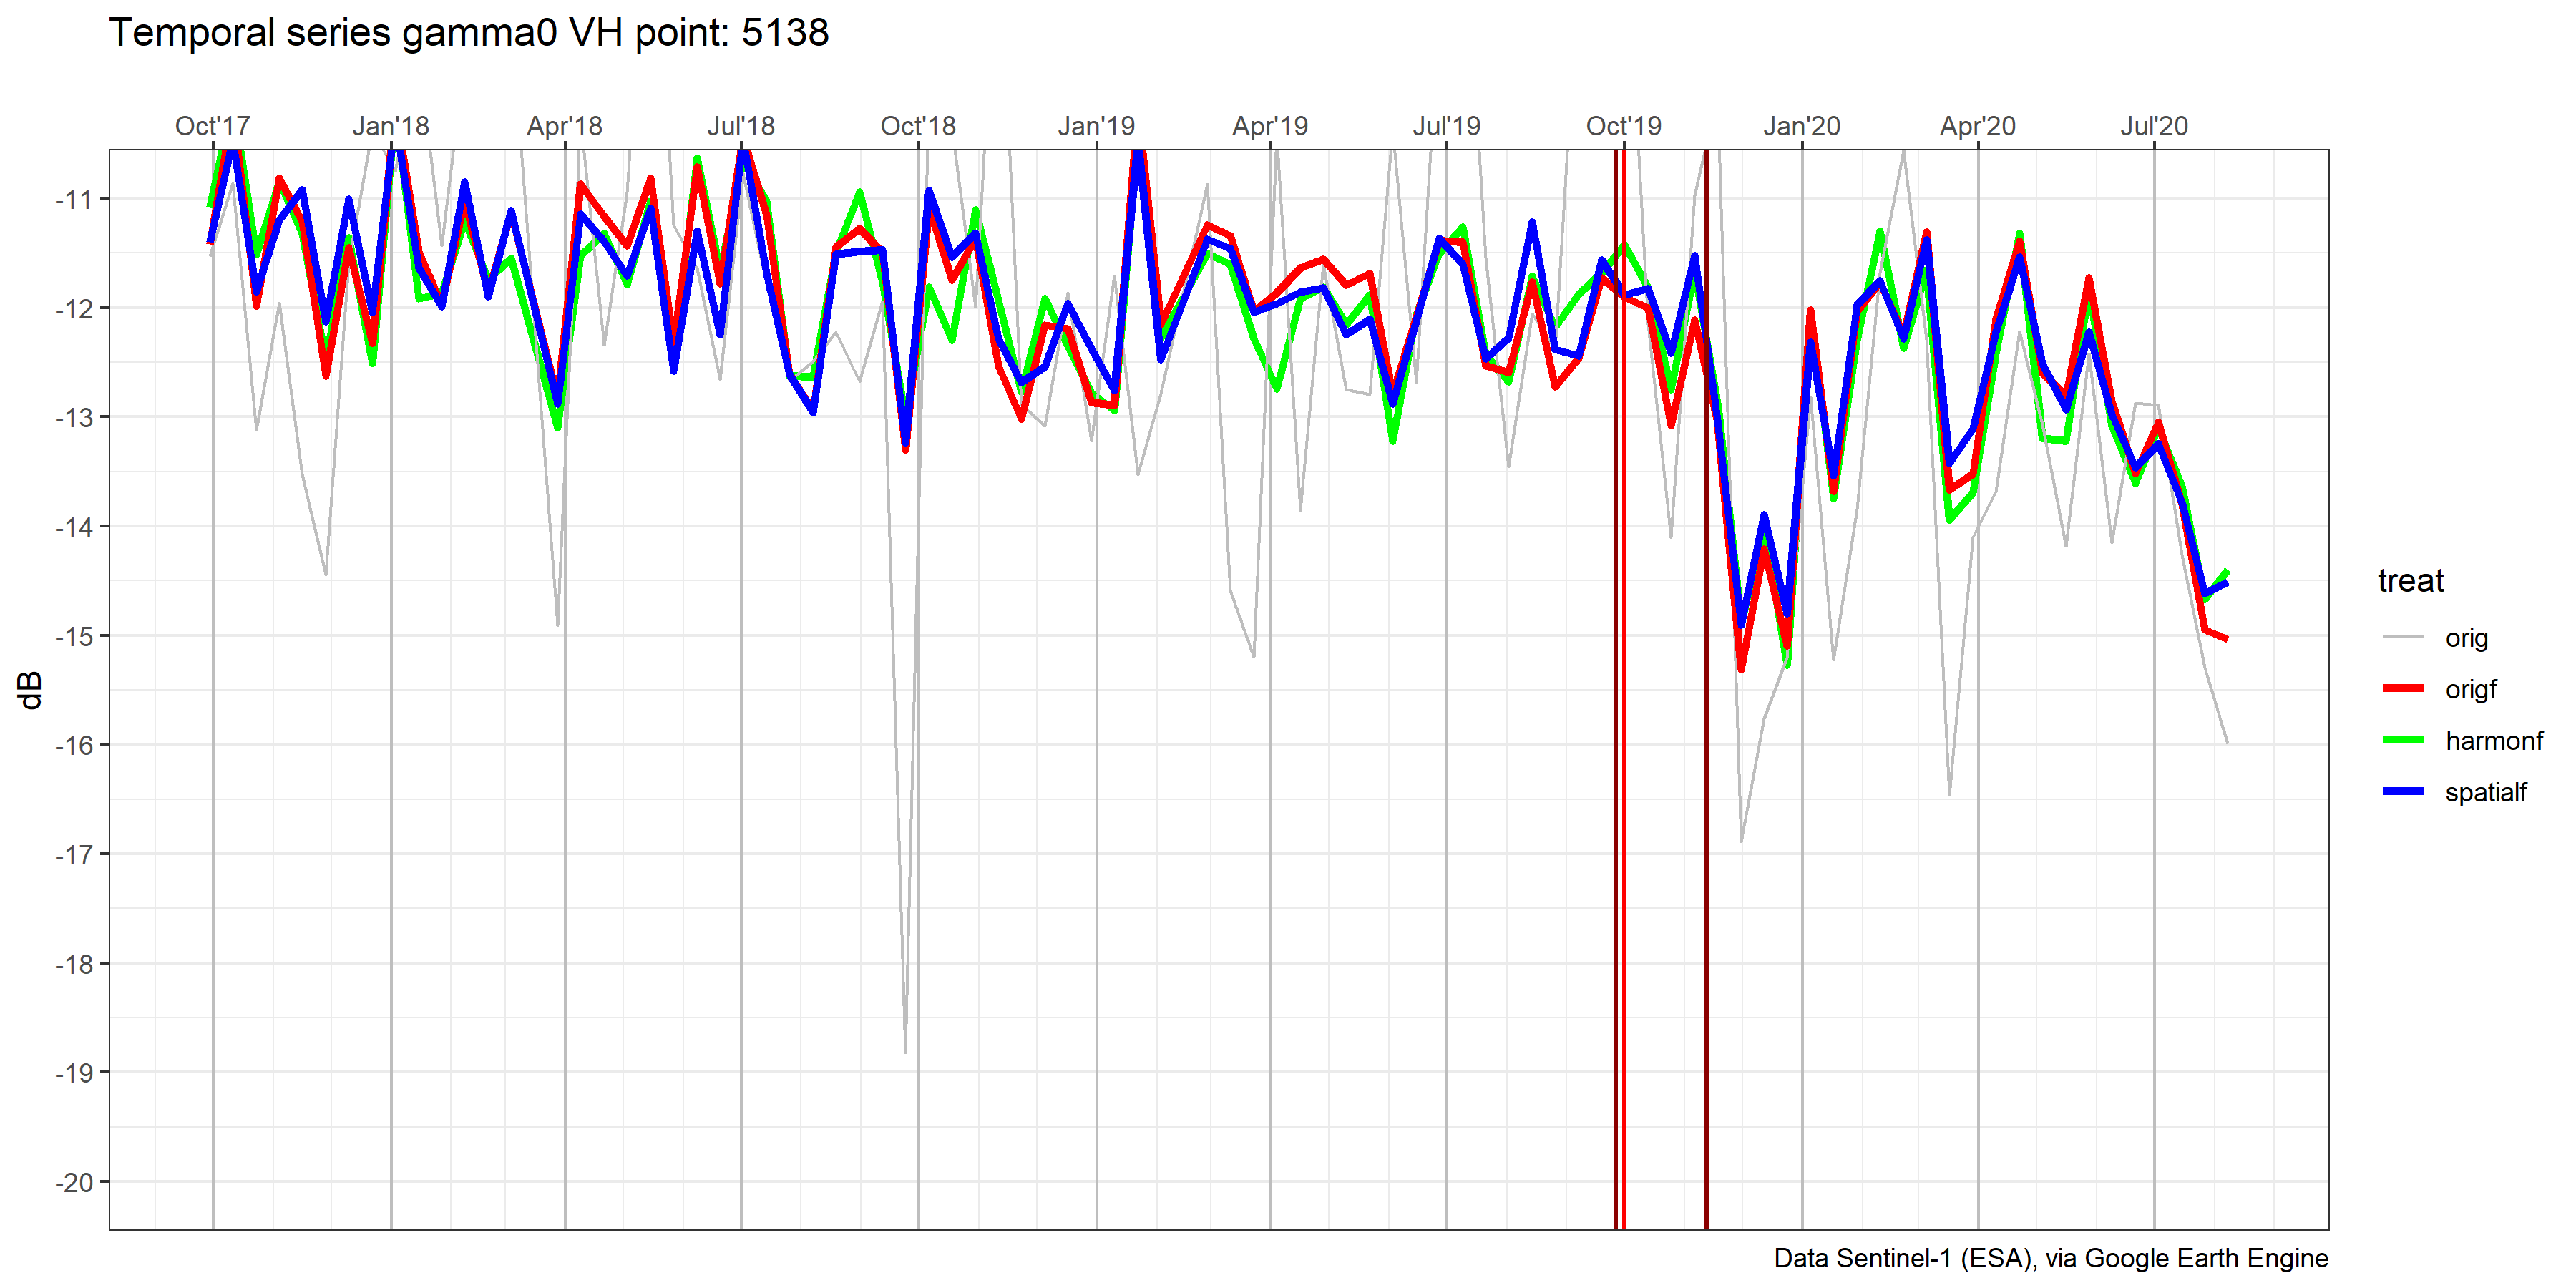 Temporal series gamma0 VH point: 5138
Oct'17 Jan'18 Apr'18 Jul'18 Oct'18 Jan'19 Apr'19 Jul'19 Oct'19 Jan'20 Apr'20 Jul'20
-11
-12
-13
-14
-15
-16
-17
-18
-19
-20
dB
treat
orig
origf
harmonf
spatialf
Data Sentinel-1 (ESA), via Google Earth Engine